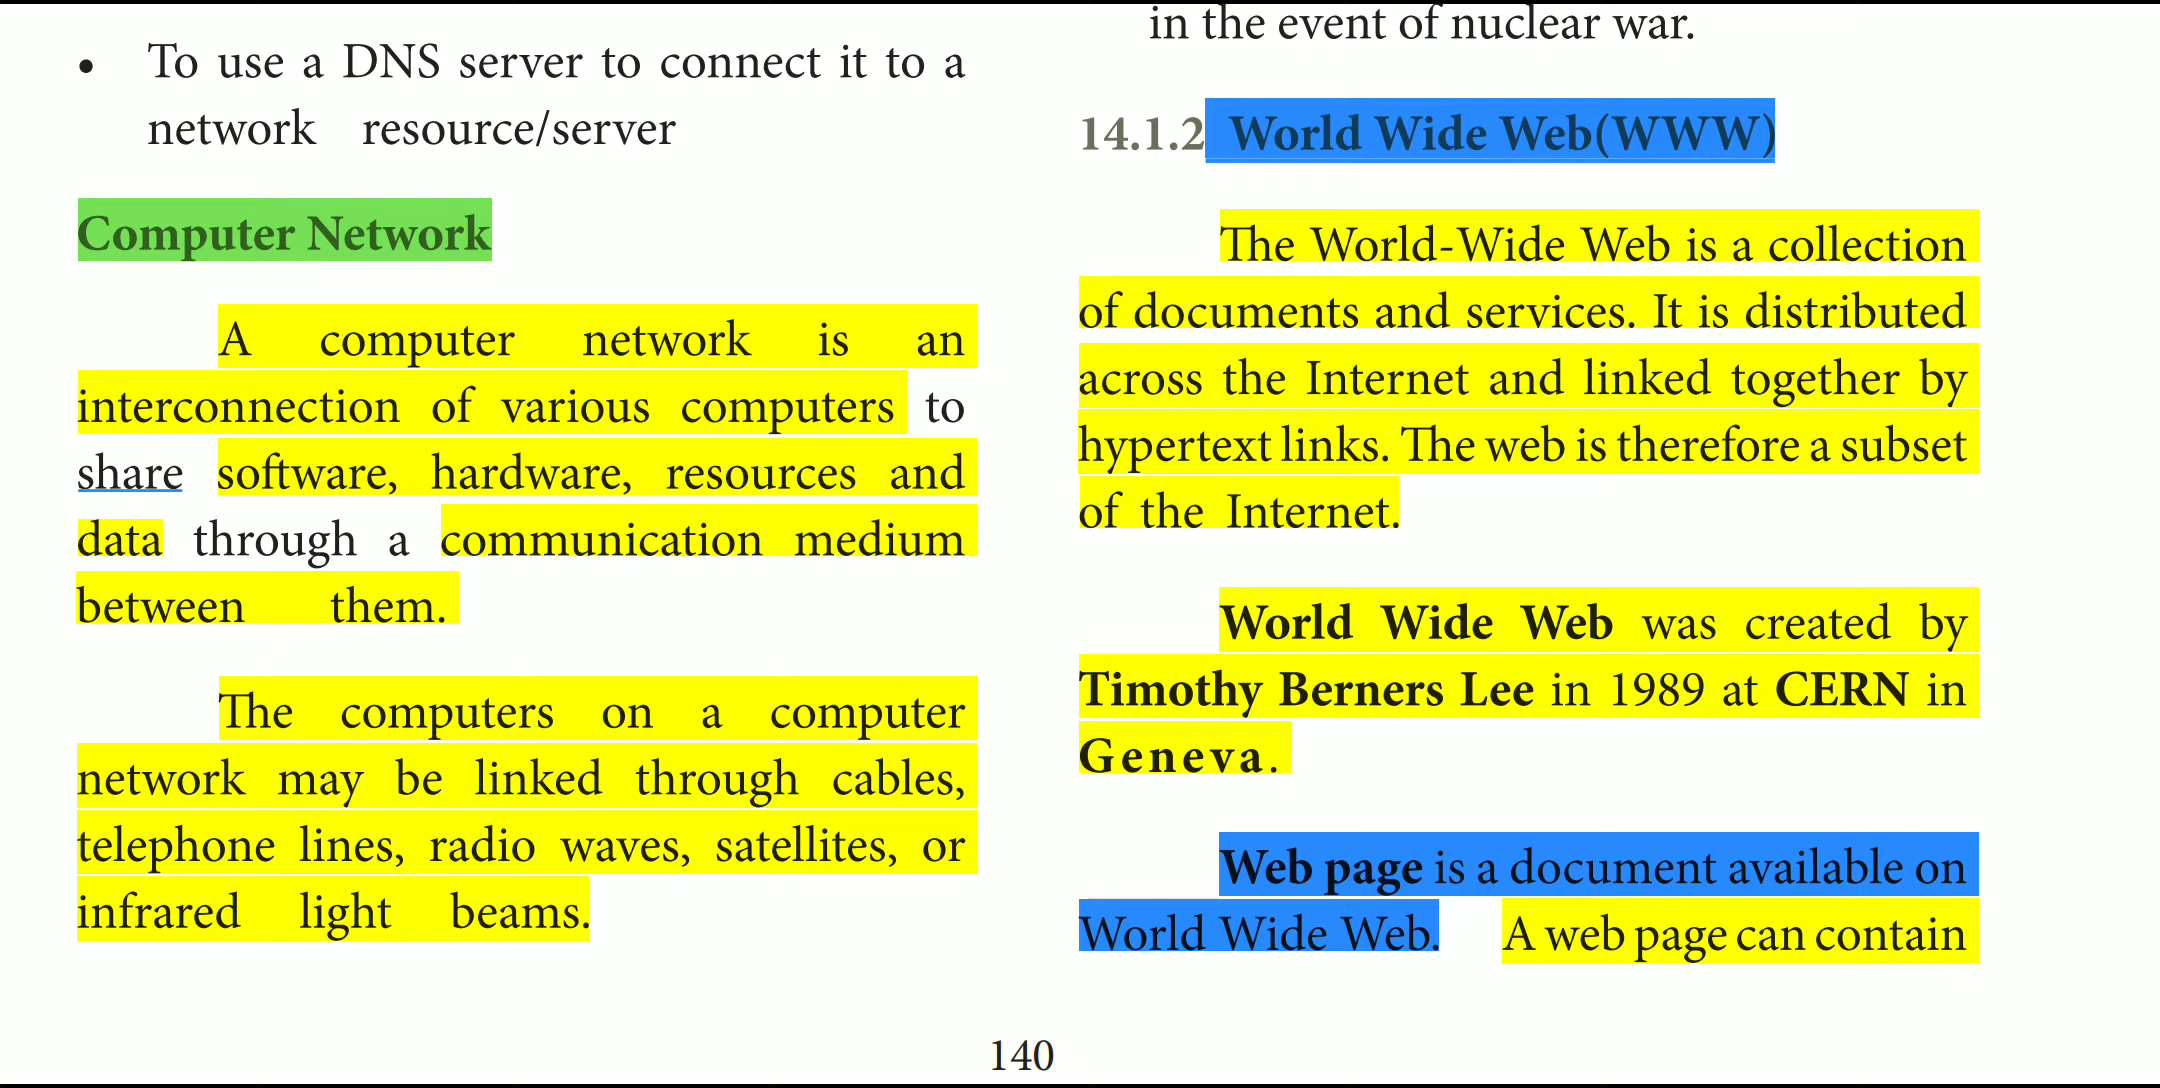 • To use a DNS server to connect it to a
network resource/server
Computer Network
A computer network is an
interconnection of various computers to
share software, hardware, resources and
data through a communication medium
between them.
The computers on a computer
network may be linked through cables,
telephone lines, radio waves, satellites, or
infrared light beams.
in the event of nuclear war.
14.1.2 World Wide Web(WWW)
The World-Wide Web is a collection
of documents and services. It is distributed
across the Internet and linked together by
hypertext links. The web is therefore a subset
of the Internet.
World Wide Web was created by
Timothy Berners Lee in 1989 at CERN in
Geneva.
Web page is a document available on
World Wide Web. A web page can contain
140